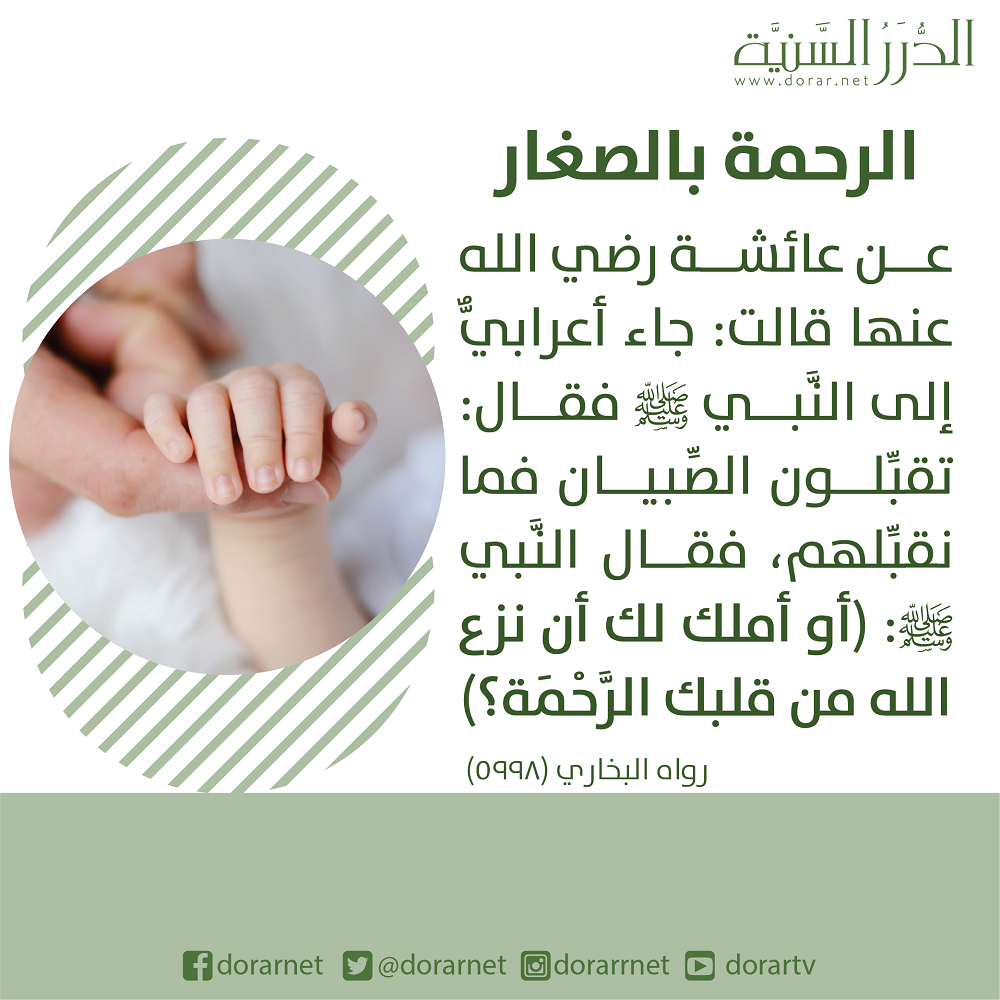 الدُّرَرُ السَّنيَّة
www.dorar.net
الرحمة بالصغار
عن عائشة رضي الله
عنها قالت: جاء أعرابيٌّ
إلى النَّبي ﷺ فقال:
تقبِّلون الصِّبيان فما
نقبِّلهم، فقال النَّبي
ﷺ: (أو أملك لك أن نزع
الله من قلبك الرَّحْمَة؟)
رواه البخاري (٥٩٩٨)
dorarnet @dorarnet dorarrnet dorartv